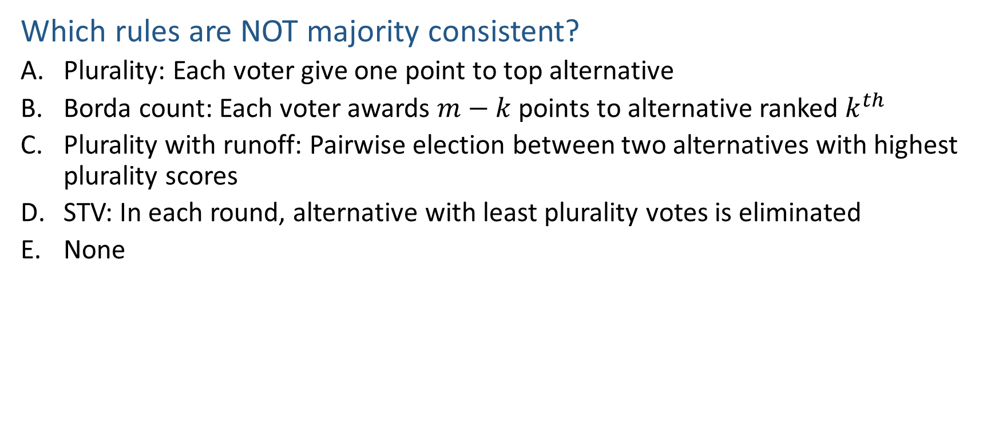 Which rules are NOT majority consistent?
A. Plurality: Each voter give one point to top alternative
B. Borda count: Each voter awards m − k points to alternative ranked kth
C. Plurality with runoff: Pairwise election between two alternatives with highest
plurality scores
D. STV: In each round, alternative with least plurality votes is eliminated
E. None